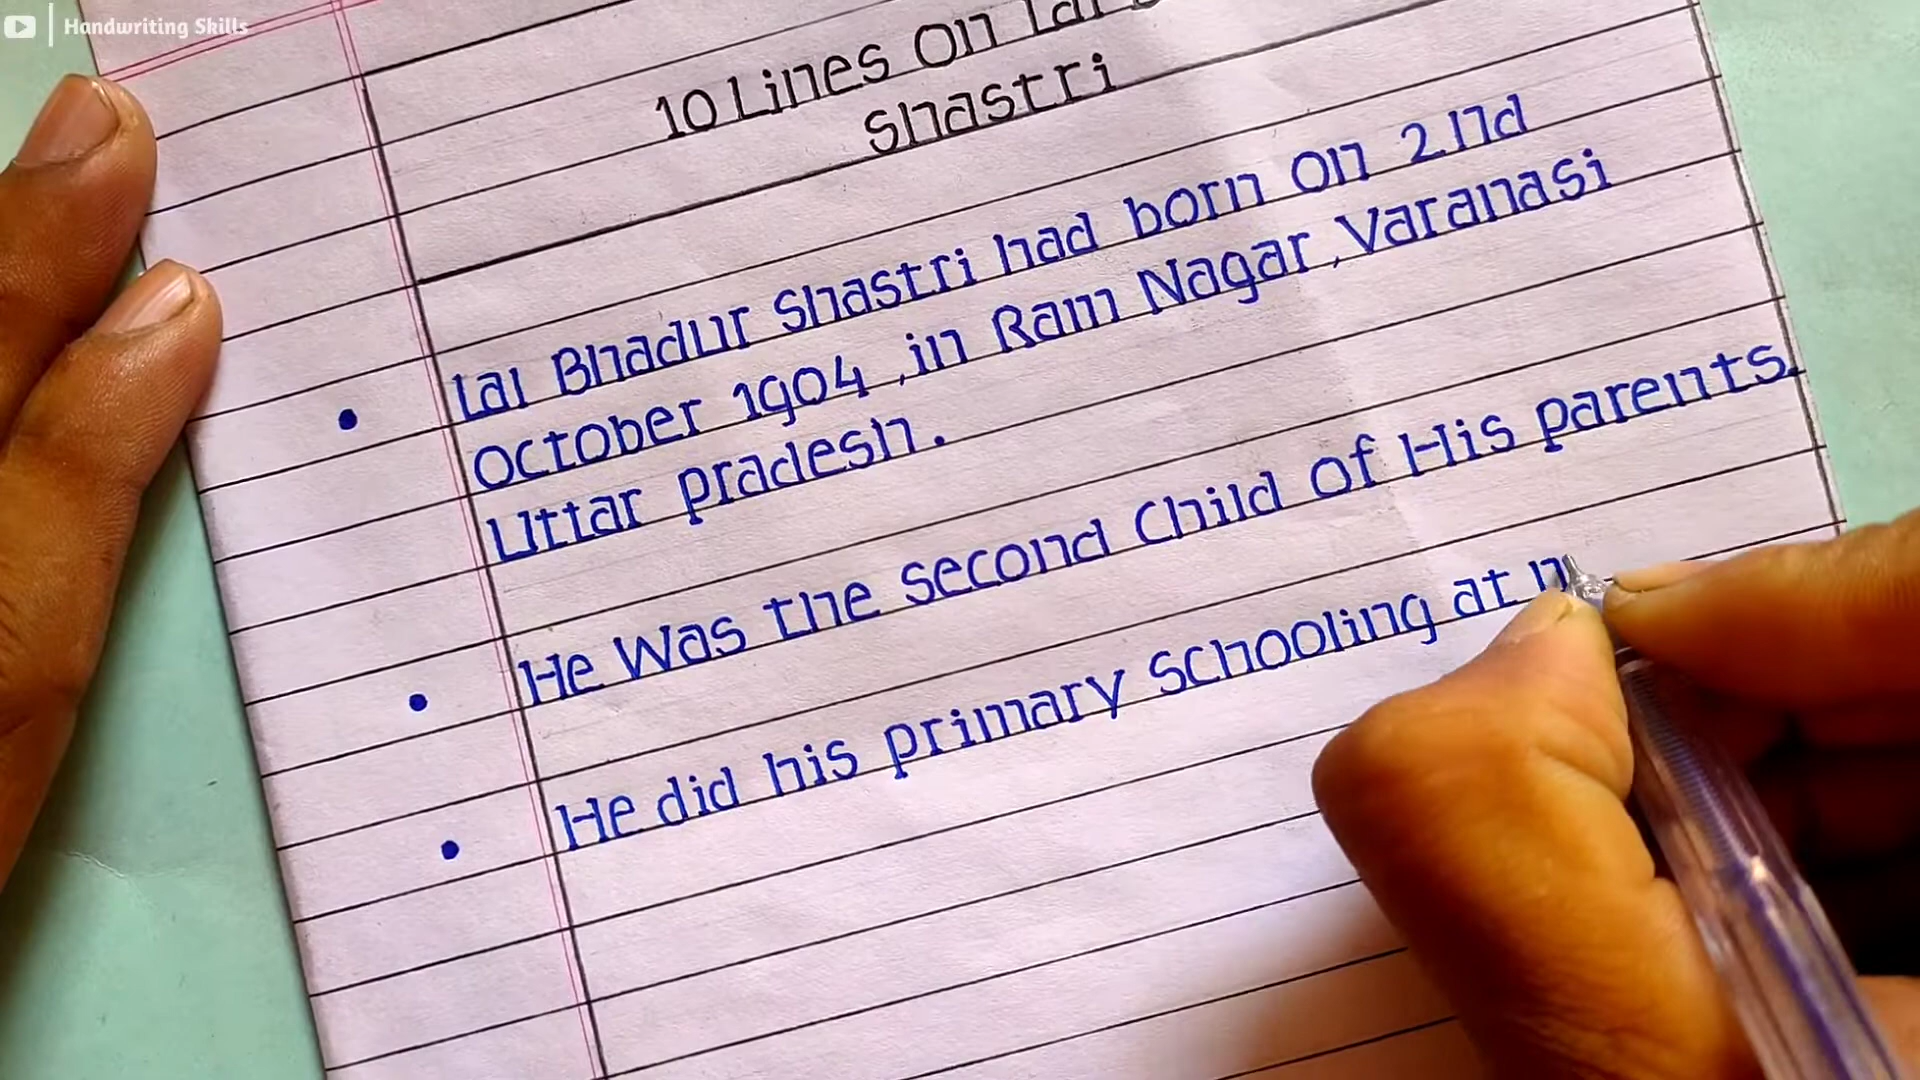 Handwriting Skills
10 Lines On Lal
Shastri
Lal Bhadur Shastri had born on 2nd
October 1904, in Ram Nagar, Varanasi
Uttar pradesh.
He Was the second Child of His parents.
He did his primary Schooling at